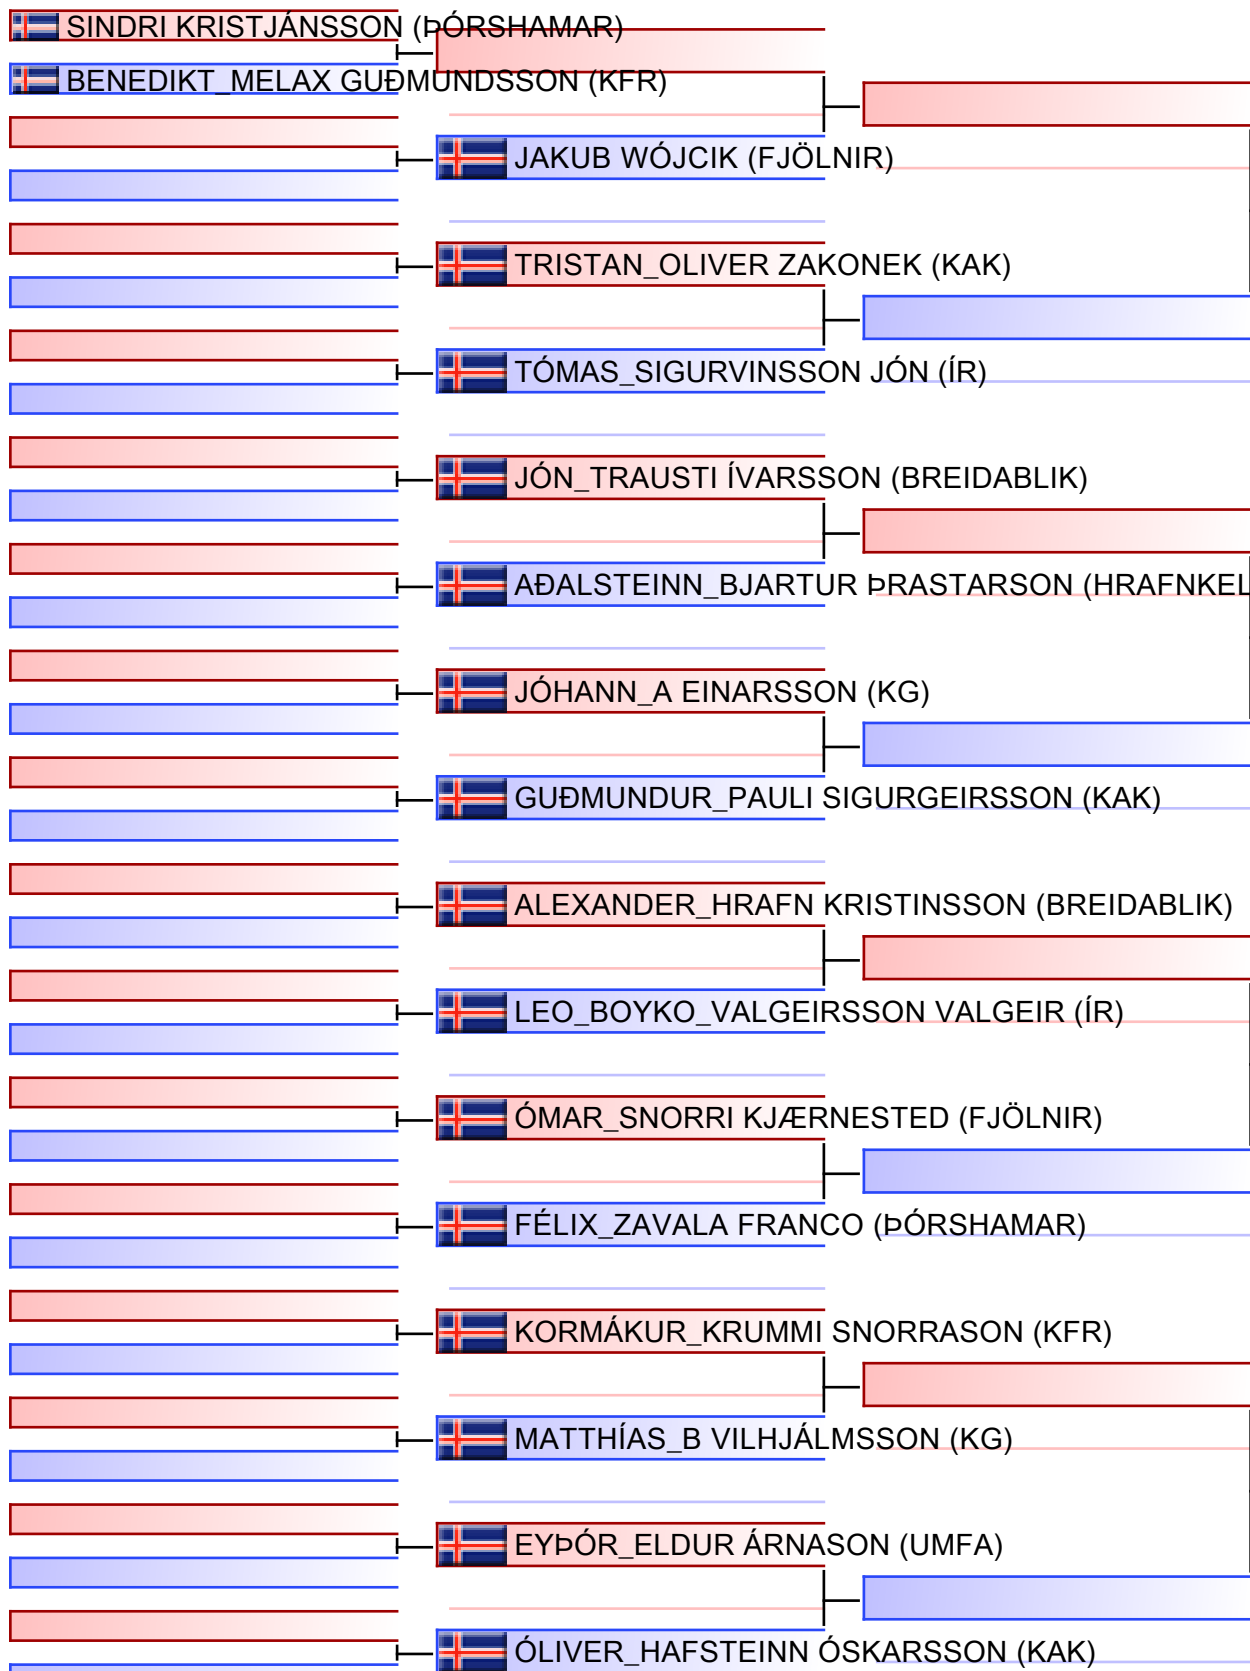 SINDRI KRISTJÁNSSON (ÞÓRSHAMAR)
BENEDIKT_MELAX GUÐMUNDSSON (KFR)
JAKUB WÓJCIK (FJÖLNIR)
TRISTAN_OLIVER ZAKONEK (KAK)
TÓMAS_SIGURVINSSON JÓN (ÍR)
JÓN_TRAUSTI ÍVARSSON (BREIDABLIK)
AÐALSTEINN_BJARTUR ÞRASTARSON (HRAFNKEL
JÓHANN_A EINARSSON (KG)
GUÐMUNDUR_PAULI SIGURGEIRSSON (KAK)
ALEXANDER_HRAFN KRISTINSSON (BREIDABLIK)
LEO_BOYKO_VALGEIRSSON VALGEIR (ÍR)
ÓMAR_SNORRI KJÆRNESTED (FJÖLNIR)
FÉLIX_ZAVALA FRANCO (ÞÓRSHAMAR)
KORMÁKUR_KRUMMI SNORRASON (KFR)
MATTHÍAS_B VILHJÁLMSSON (KG)
EYÞÓR_ELDUR ÁRNASON (UMFA)
ÓLIVER_HAFSTEINN ÓSKARSSON (KAK)